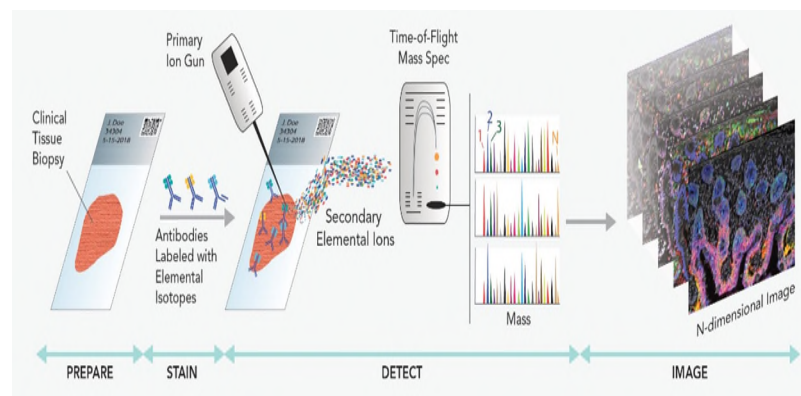 Primary
Ion Gun
Time-of-Flight
Mass Spec
Clinical
Tissue
Biopsy
J. Doe
34304
5-15-2018
J. Doe
34304
5-15-2018
1
2
3
N
Antibodies
Labeled with
Elemental
Isotopes
Secondary
Elemental Ions
Mass
N-dimensional Image
PREPARE
STAIN
DETECT
IMAGE